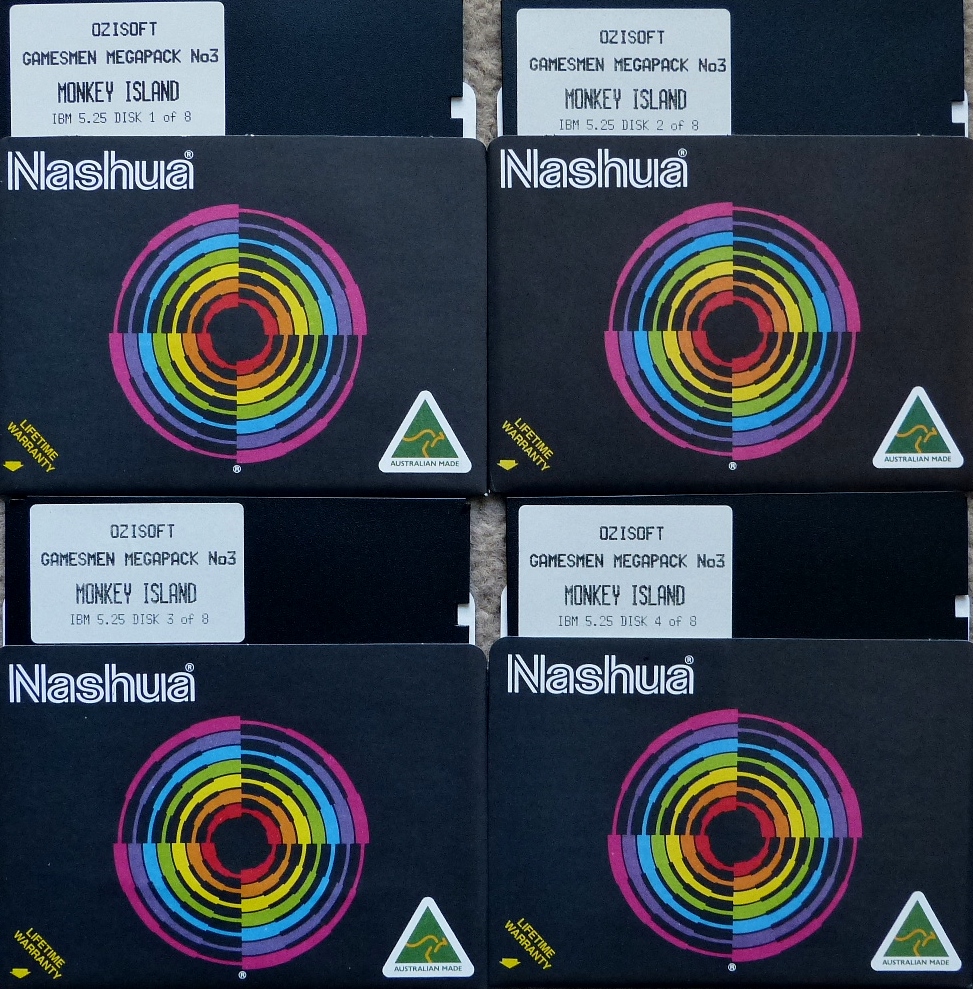 OZISOFT
GAMESMEN MEGAPACK No3
MONKEY ISLAND
IBM 5.25 DISK 1 of 8
Nashua®
LIFETIME
WARRANTY
®
AUSTRALIAN MADE
OZISOFT
GAMESMEN MEGAPACK No3
MONKEY ISLAND
IBM 5.25 DISK 2 of 8
Nashua®
LIFETIME
WARRANTY
®
AUSTRALIAN MADE
OZISOFT
GAMESMEN MEGAPACK No3
MONKEY ISLAND
IBM 5.25 DISK 3 of 8
Nashua®
LIFETIME
WARRANTY
®
AUSTRALIAN MADE
OZISOFT
GAMESMEN MEGAPACK No3
MONKEY ISLAND
IBM 5.25 DISK 4 of 8
Nashua®
LIFETIME
WARRANTY
®
AUSTRALIAN MADE